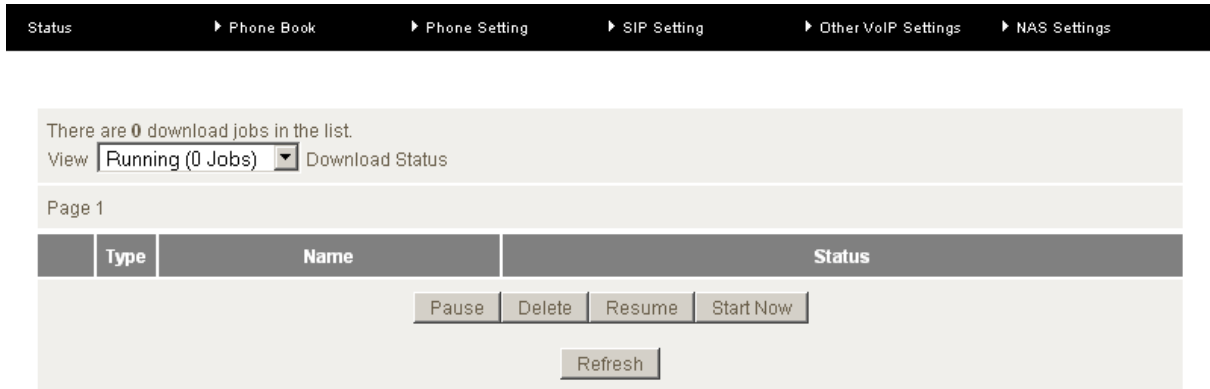 Status Phone Book Phone Setting SIP Setting Other VoIP Settings NAS Settings
There are 0 download jobs in the list.
View Running (0 Jobs) Download Status
Page 1
Type Name Status
Pause Delete Resume Start Now
Refresh